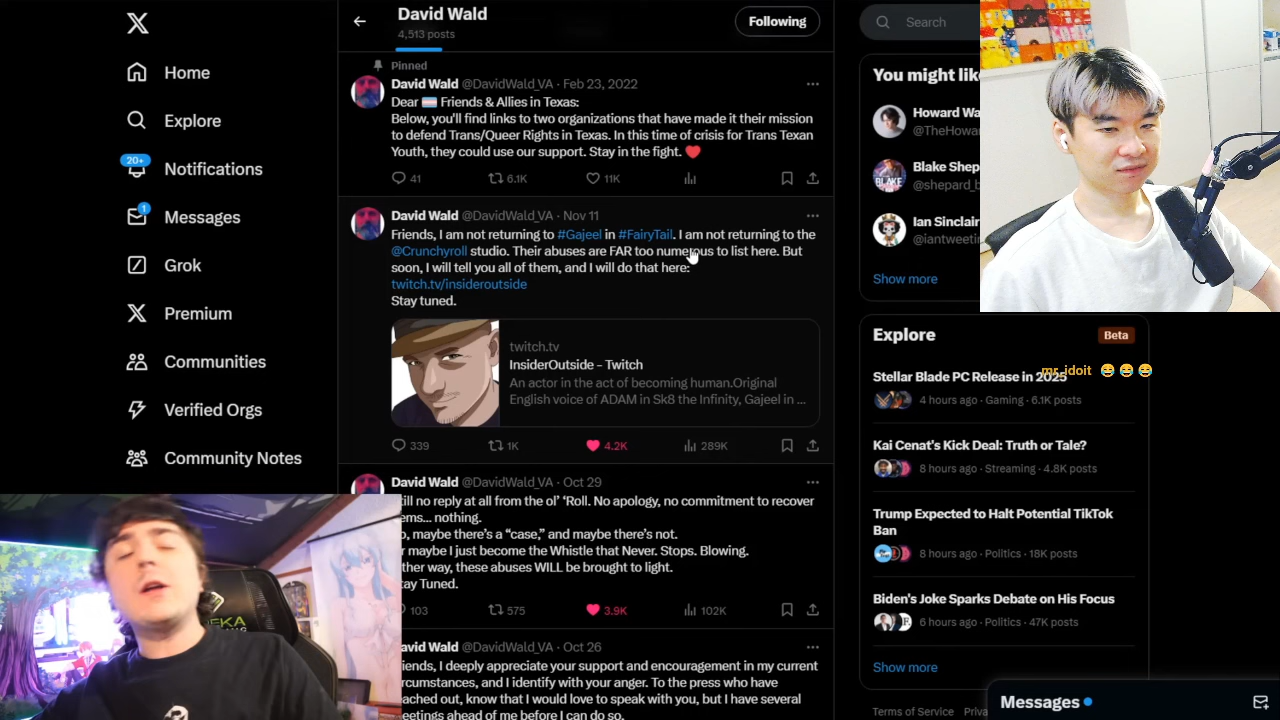 David Wald
4,513 posts
Following
Search
Home
Explore
20+
Notifications
1
Messages
Grok
Premium
Communities
Verified Orgs
Community Notes
Pinned
David Wald @DavidWald_VA · Feb 23, 2022
Dear 🏳️‍⚧️ Friends & Allies in Texas:
Below, you'll find links to two organizations that have made it their mission
to defend Trans/Queer Rights in Texas. In this time of crisis for Trans Texan
Youth, they could use our support. Stay in the fight. ❤️
41 6.1K 11K
David Wald @DavidWald_VA · Nov 11
Friends, I am not returning to #Gajeel in #FairyTail. I am not returning to the
@Crunchyroll studio. Their abuses are FAR too numerous to list here. But
soon, I will tell you all of them, and I will do that here:
twitch.tv/insideroutside
Stay tuned.
twitch.tv
InsiderOutside - Twitch
An actor in the act of becoming human.Original
English voice of ADAM in Sk8 the Infinity, Gajeel in ...
339 1K 4.2K 289K
David Wald @DavidWald_VA · Oct 29
no reply at all from the ol' 'Roll. No apology, no commitment to recover
nothing.
maybe there's a "case," and maybe there's not.
maybe I just become the Whistle that Never. Stops. Blowing.
way, these abuses WILL be brought to light.
Tuned.
103 575 3.9K 102K
Wald @DavidWald_VA · Oct 26
I deeply appreciate your support and encouragement in my current
and I identify with your anger. To the press who have
out, know that I would love to speak with you, but I have several
ahead of me before I can do so.
You might lik
Howard Wa
@TheHowa
Blake Shep
@shepard_b
Ian Sinclair
@iantweetin
Show more
Explore
Beta
mr. idoit 😂😂😂
Stellar Blade PC Release in 2025
4 hours ago · Gaming · 6.1K posts
Kai Cenat's Kick Deal: Truth or Tale?
8 hours ago · Streaming · 4.8K posts
Trump Expected to Halt Potential TikTok
Ban
8 hours ago · Politics · 18K posts
Biden's Joke Sparks Debate on His Focus
6 hours ago · Politics · 47K posts
Show more
Messages
Terms of Service Priva